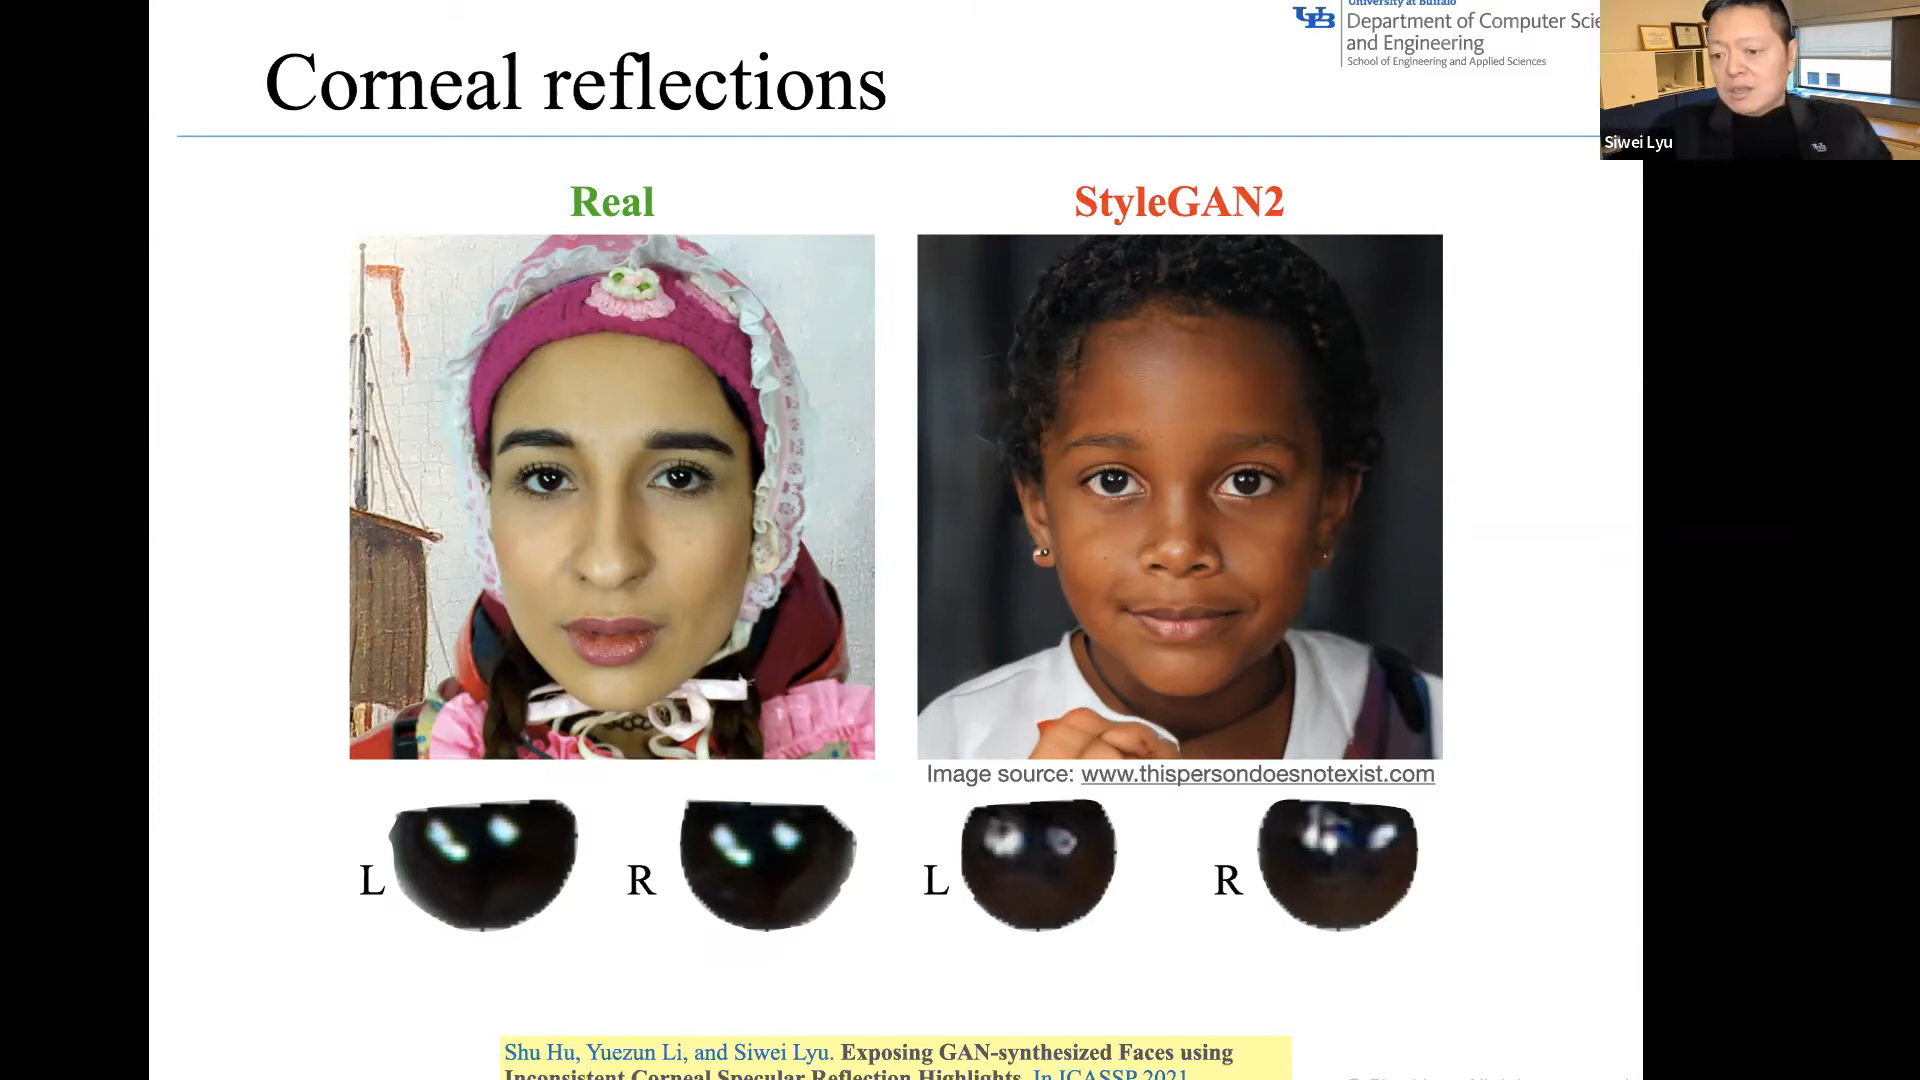 University at Buffalo
Department of Computer Scie
and Engineering
School of Engineering and Applied Sciences
Siwei Lyu
Corneal reflections
Real
StyleGAN2
Image source: www.thispersondoesnotexist.com
L
R
L
R
Shu Hu, Yuezun Li, and Siwei Lyu. Exposing GAN-synthesized Faces using
Inconsistent Corneal Specular Reflection Highlights. In ICASSP 2021